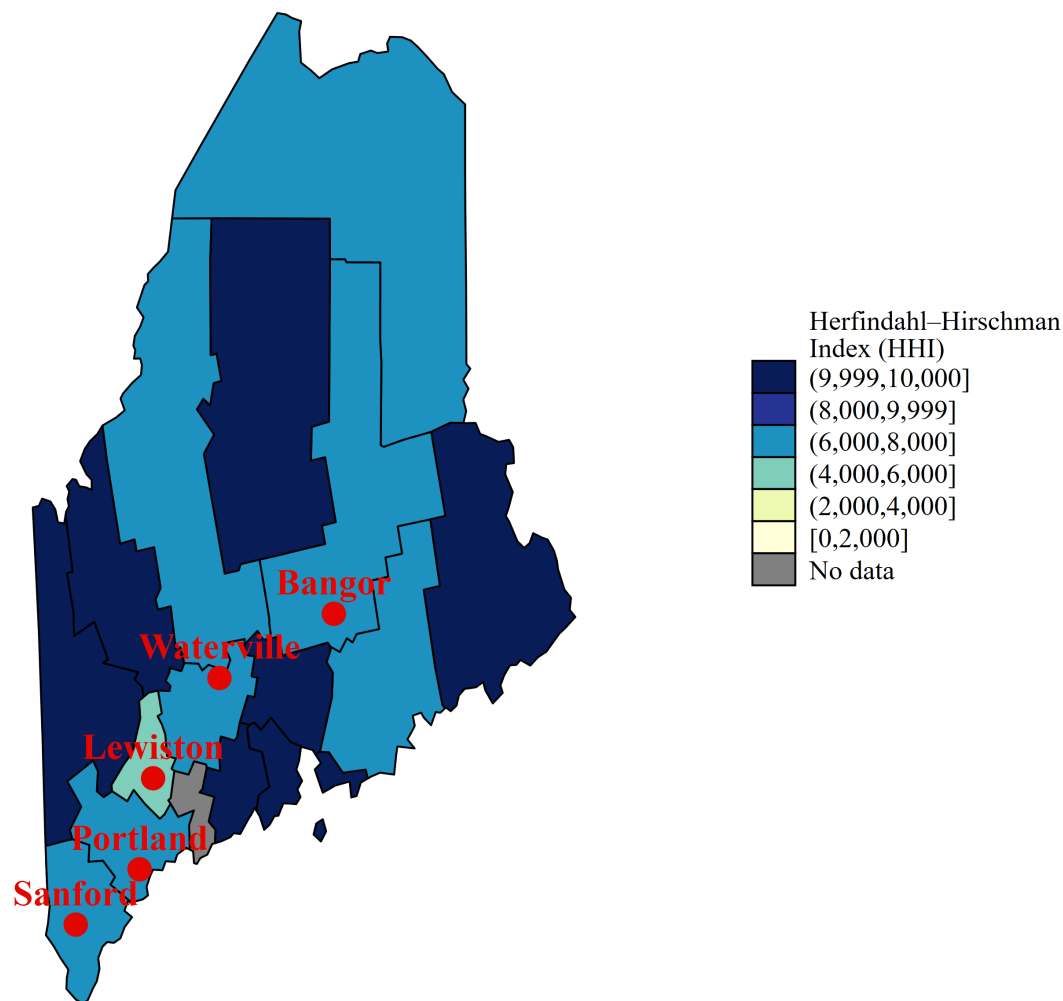 Herfindahl–Hirschman
Index (HHI)
(9,999,10,000]
(8,000,9,999]
(6,000,8,000]
(4,000,6,000]
(2,000,4,000]
[0,2,000]
No data
Bangor
Waterville
Lewiston
Portland
Sanford